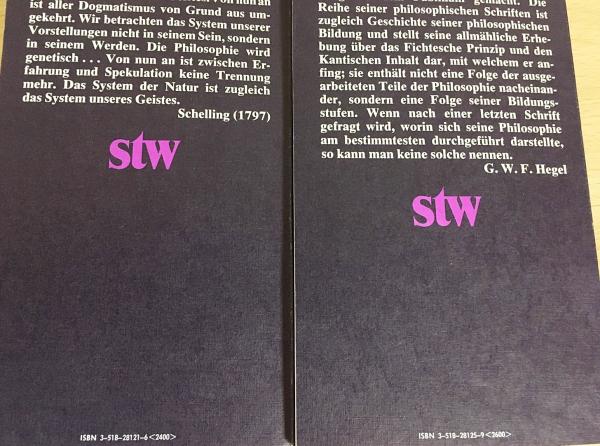 ist aller Dogmatismus von Grund aus um-
gekehrt. Wir betrachten das System unserer
Vorstellungen nicht in seinem Sein, sondern
in seinem Werden. Die Philosophie wird
genetisch . . . Von nun an ist zwischen Er-
fahrung und Spekulation keine Trennung
mehr. Das System der Natur ist zugleich
das System unseres Geistes.
Schelling (1797)
stw
ISBN 3-518-28121-6 <2400>
gemacht. Die
Reihe seiner philosophischen Schriften ist
zugleich Geschichte seiner philosophischen
Bildung und stellt seine allmähliche Erhe-
bung über das Fichtesche Prinzip und den
Kantischen Inhalt dar, mit welchem er an-
fing; sie enthält nicht eine Folge der ausge-
arbeiteten Teile der Philosophie nacheinan-
der, sondern eine Folge seiner Bildungs-
stufen. Wenn nach einer letzten Schrift
gefragt wird, worin sich seine Philosophie
am bestimmtesten durchgeführt darstellte,
so kann man keine solche nennen.
G. W. F. Hegel
stw
ISBN 3-518-28125-9 <2600>